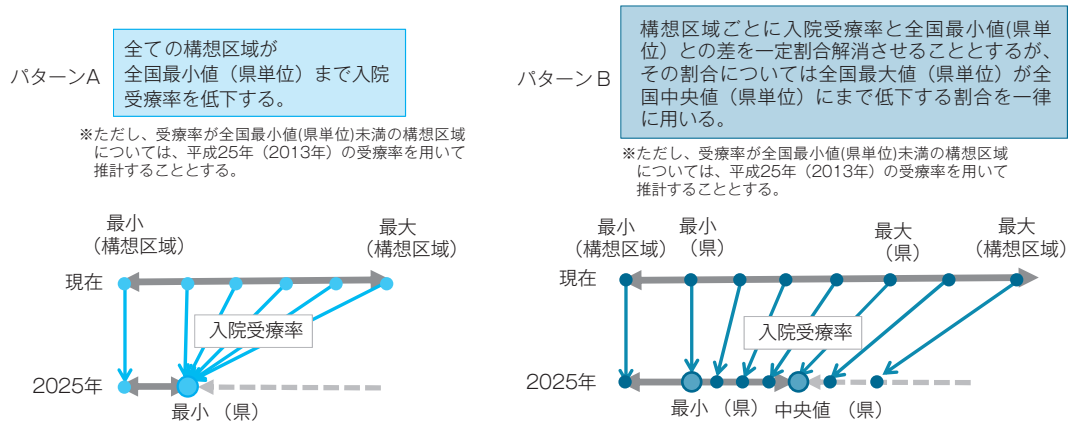 パターンA
全ての構想区域が
全国最小値（県単位）まで入院
受療率を低下する。
※ただし、受療率が全国最小値(県単位)未満の構想区域
については、平成25年（2013年）の受療率を用いて
推計することとする。
最小
（構想区域）
最大
（構想区域）
現在
入院受療率
2025年
最小 （県）
パターンB
構想区域ごとに入院受療率と全国最小値(県単
位）との差を一定割合解消させることとするが、
その割合については全国最大値（県単位）が全
国中央値（県単位）にまで低下する割合を一律
に用いる。
※ただし、受療率が全国最小値(県単位)未満の構想区域
については、平成25年（2013年）の受療率を用いて
推計することとする。
最小
（構想区域）
最小
（県）
最大
（県）
最大
（構想区域）
現在
入院受療率
2025年
最小 （県）
中央値 （県）